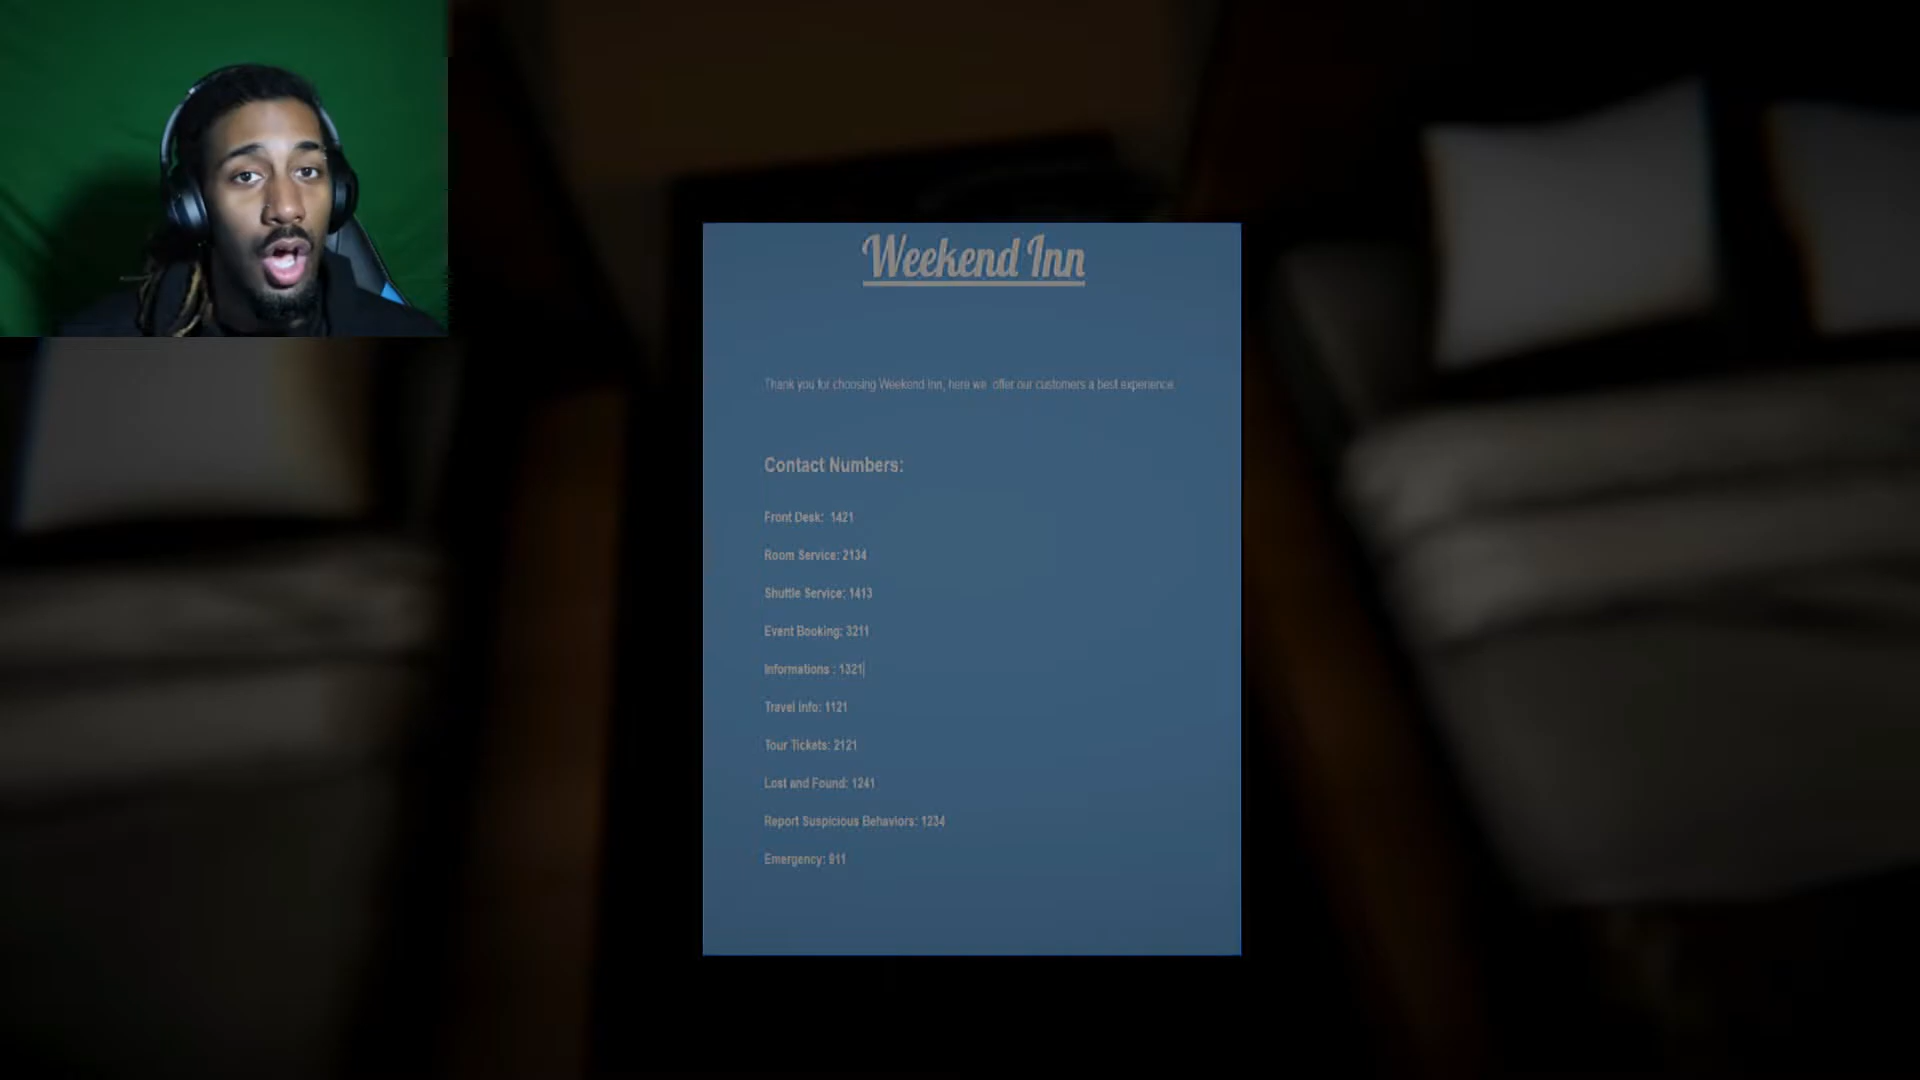 Weekend Inn
Thank you for choosing Weekend Inn, here we offer our customers a best experience.
Contact Numbers:
Front Desk: 1421
Room Service: 2134
Shuttle Service: 1413
Event Booking: 3211
Informations : 1321
Travel Info: 1121
Tour Tickets: 2121
Lost and Found: 1241
Report Suspicious Behaviors: 1234
Emergency: 911